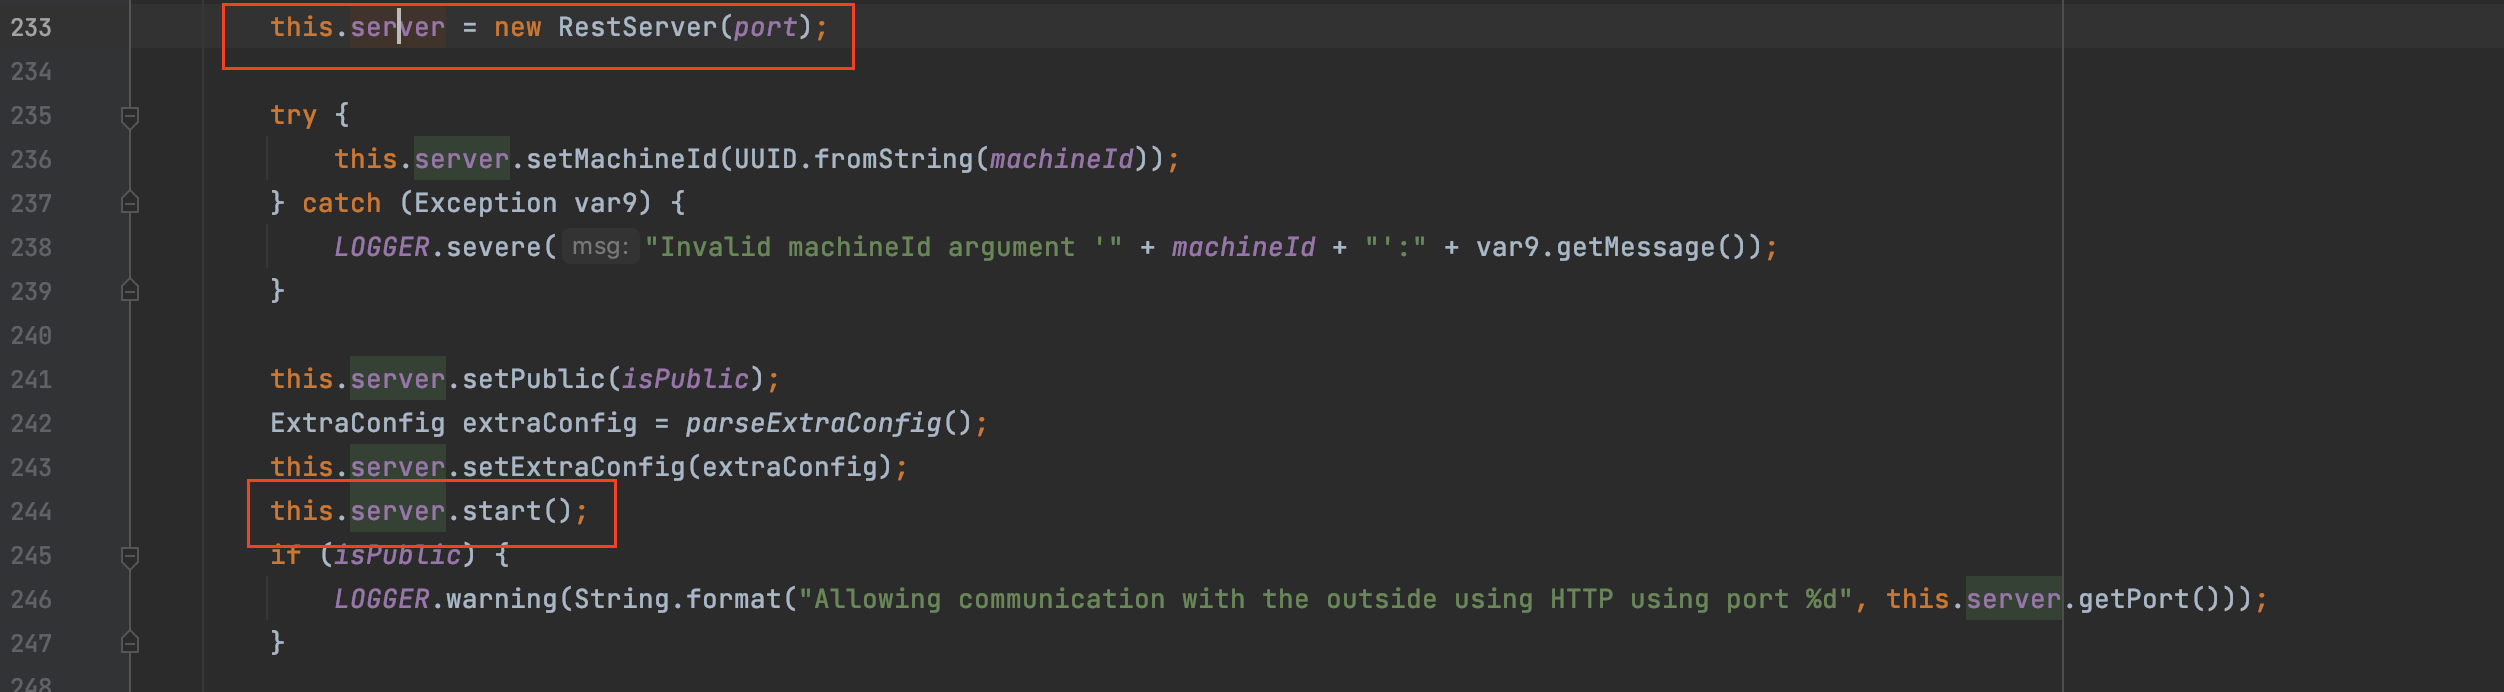 233 this.server = new RestServer(port);
234
235 try {
236 this.server.setMachineId(UUID.fromString(machineId));
237 } catch (Exception var9) {
238 LOGGER.severe( msg: "Invalid machineId argument '" + machineId + "':" + var9.getMessage());
239 }
240
241 this.server.setPublic(isPublic);
242 ExtraConfig extraConfig = parseExtraConfig();
243 this.server.setExtraConfig(extraConfig);
244 this.server.start();
245 if (isPublic) {
246 LOGGER.warning(String.format("Allowing communication with the outside using HTTP using port %d", this.server.getPort()));
247 }
248